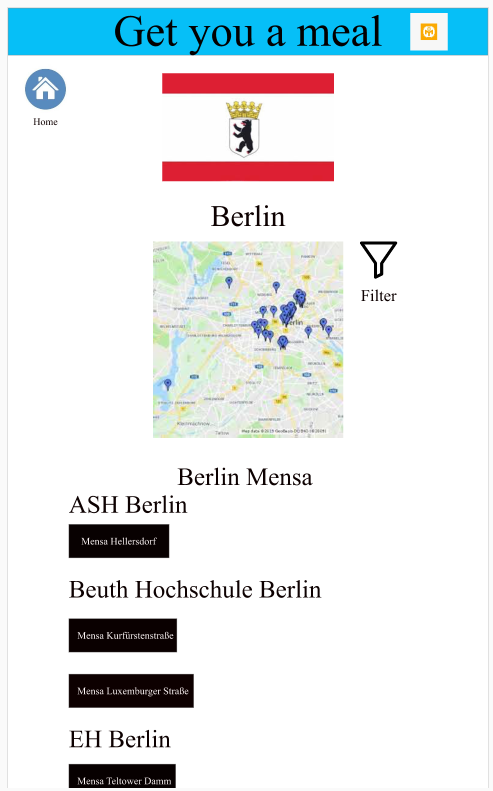 Get you a meal
Home
Berlin
Filter
Berlin
Berlin Mensa
ASH Berlin
Mensa Hellersdorf
Beuth Hochschule Berlin
Mensa Kurfürstenstraße
Mensa Luxemburger Straße
EH Berlin
Mensa Teltower Damm